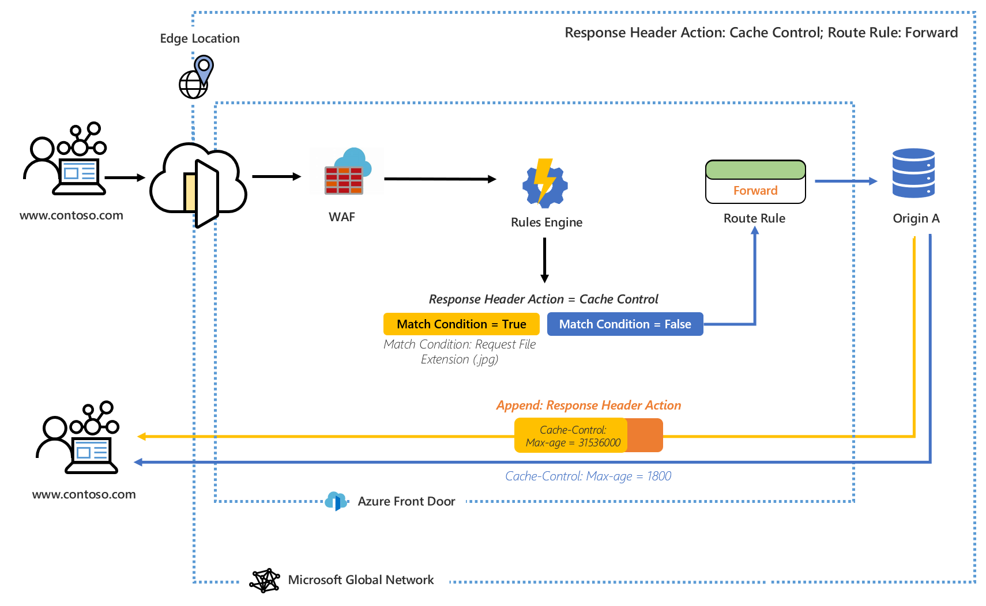 Response Header Action: Cache Control; Route Rule: Forward
Edge Location
www.contoso.com
WAF
Rules Engine
Forward
Route Rule
Origin A
Response Header Action = Cache Control
Match Condition = True
Match Condition = False
Match Condition: Request File
Extension (.jpg)
Append: Response Header Action
Cache-Control:
Max-age = 31536000
Cache-Control: Max-age = 1800
www.contoso.com
Azure Front Door
Microsoft Global Network